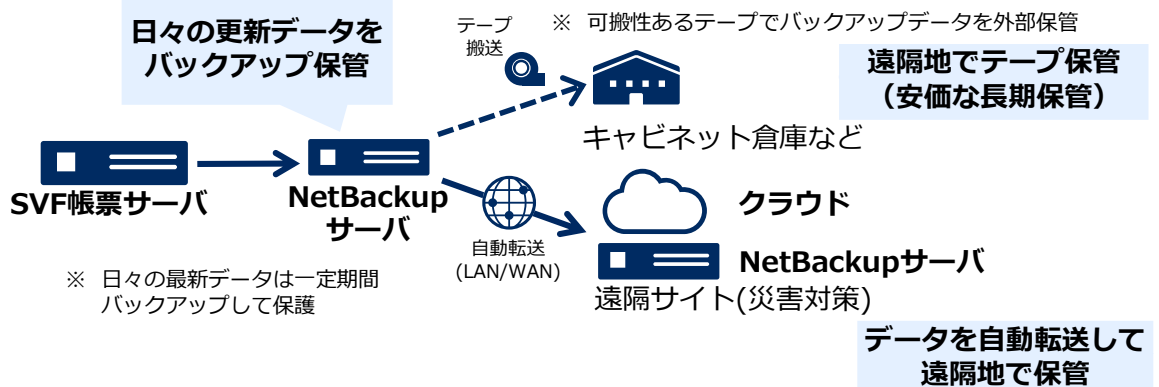 日々の更新データを
バックアップ保管
テープ
搬送
※ 可搬性あるテープでバックアップデータを外部保管
遠隔地でテープ保管
（安価な長期保管）
キャビネット倉庫など
SVF帳票サーバ
NetBackup
サーバ
自動転送
(LAN/WAN)
クラウド
NetBackupサーバ
遠隔サイト(災害対策)
※ 日々の最新データは一定期間
バックアップして保護
データを自動転送して
遠隔地で保管